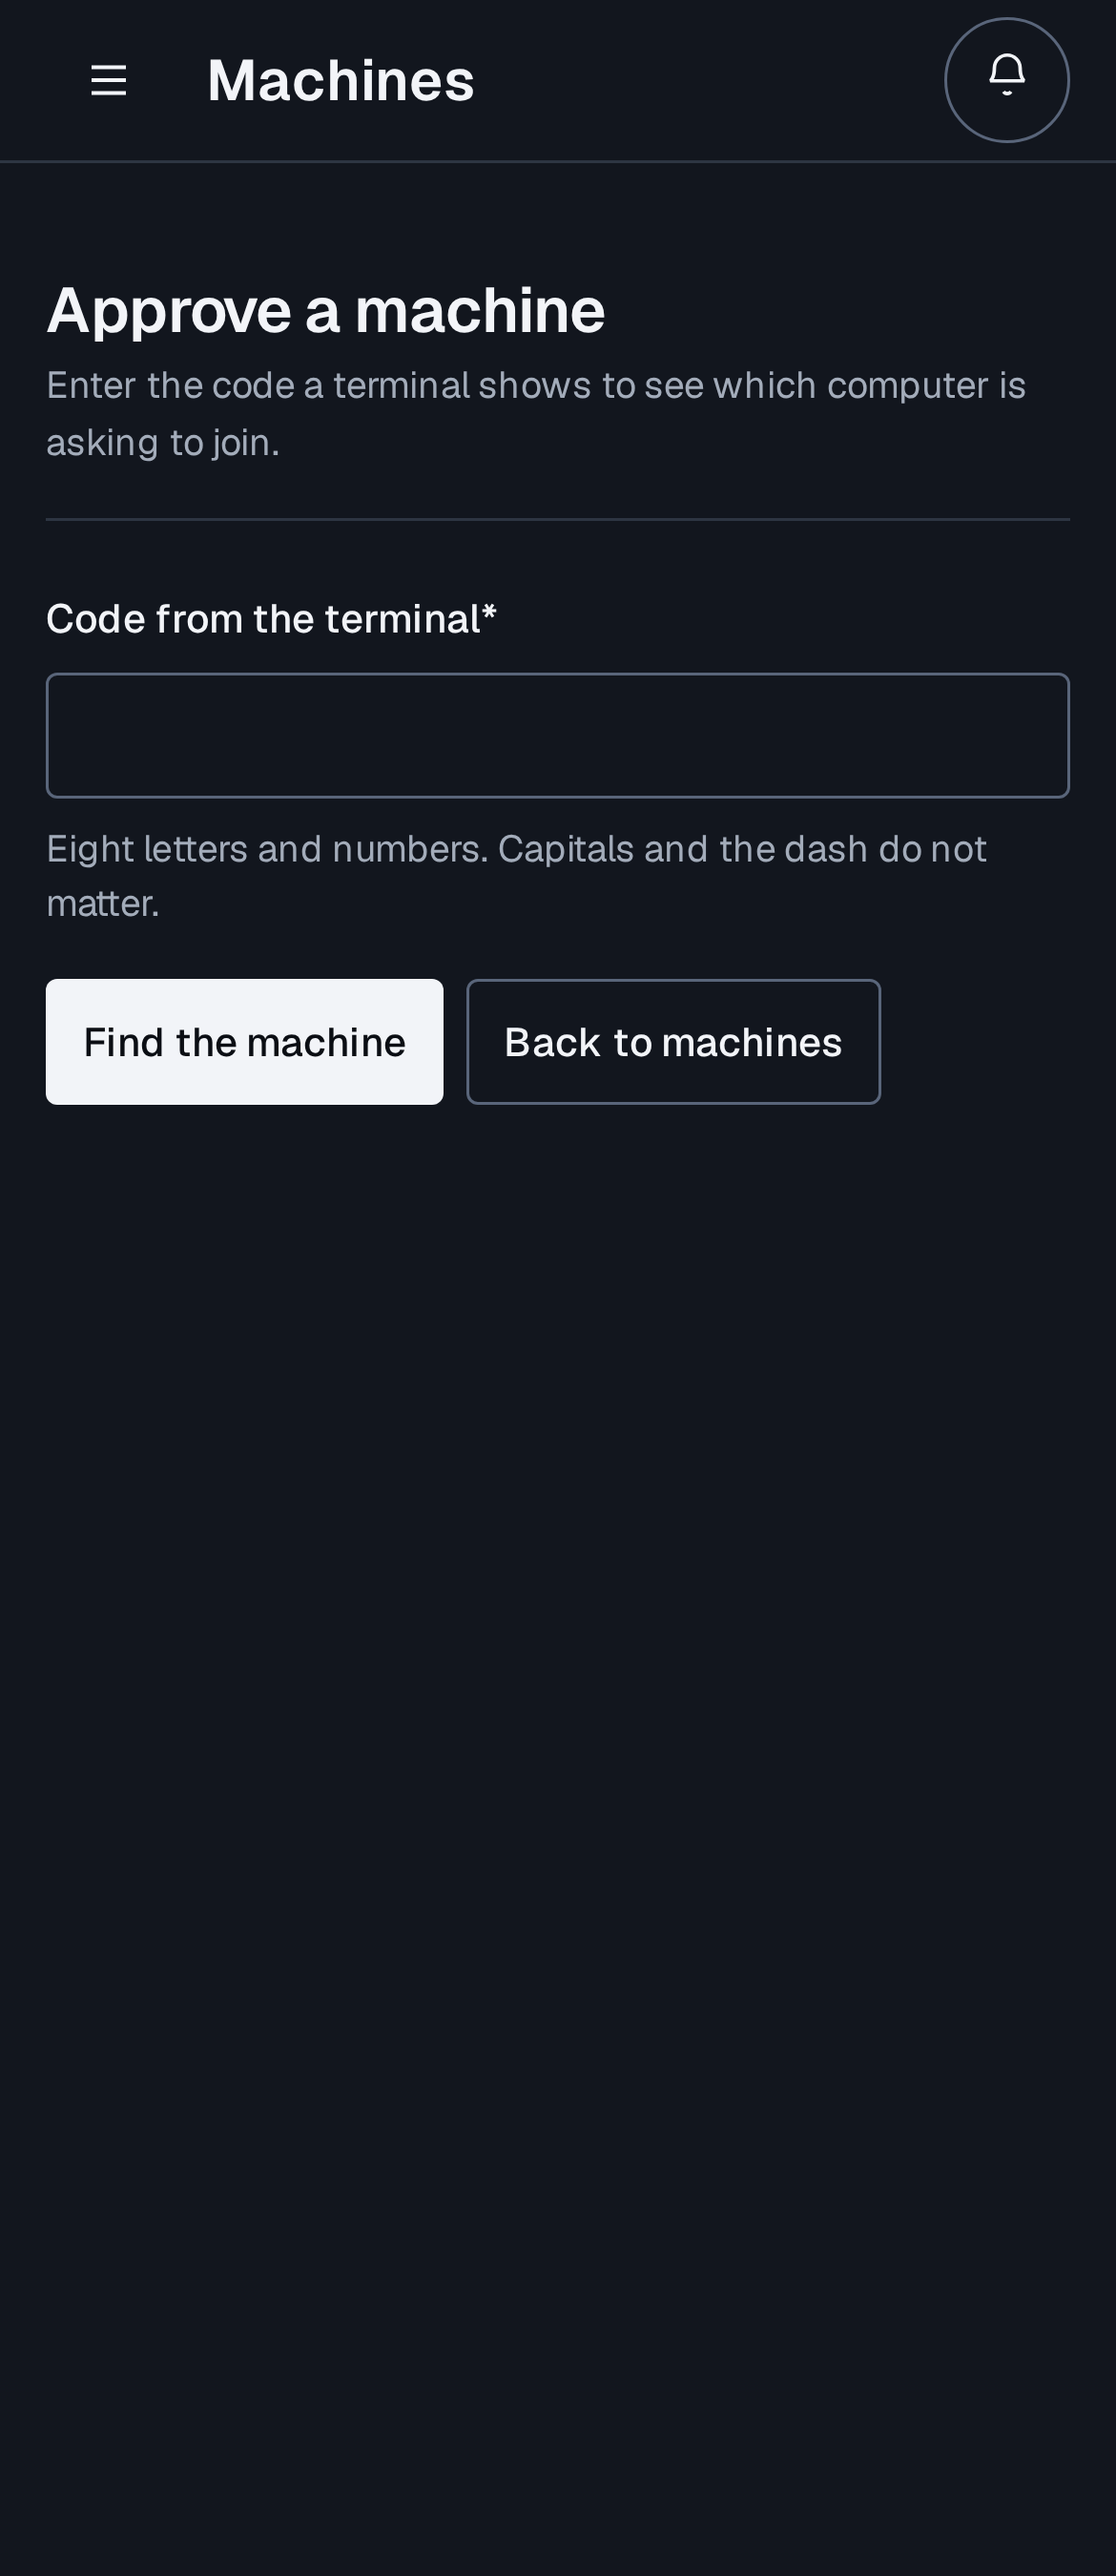 Machines
Approve a machine
Enter the code a terminal shows to see which computer is
asking to join.
Code from the terminal*
Eight letters and numbers. Capitals and the dash do not
matter.
Find the machine
Back to machines